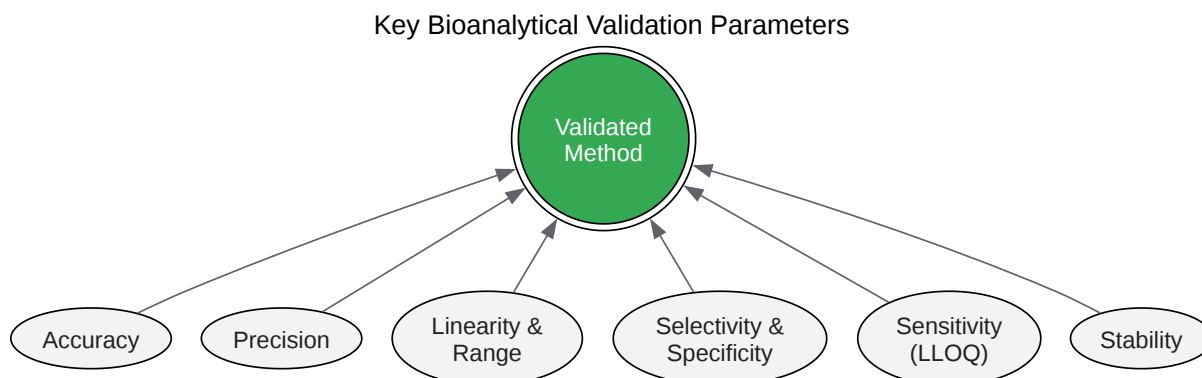 Key Bioanalytical Validation Parameters
Validated
Method
Accuracy
Precision
Linearity &
Range
Selectivity &
Specificity
Sensitivity
(LLOQ)
Stability